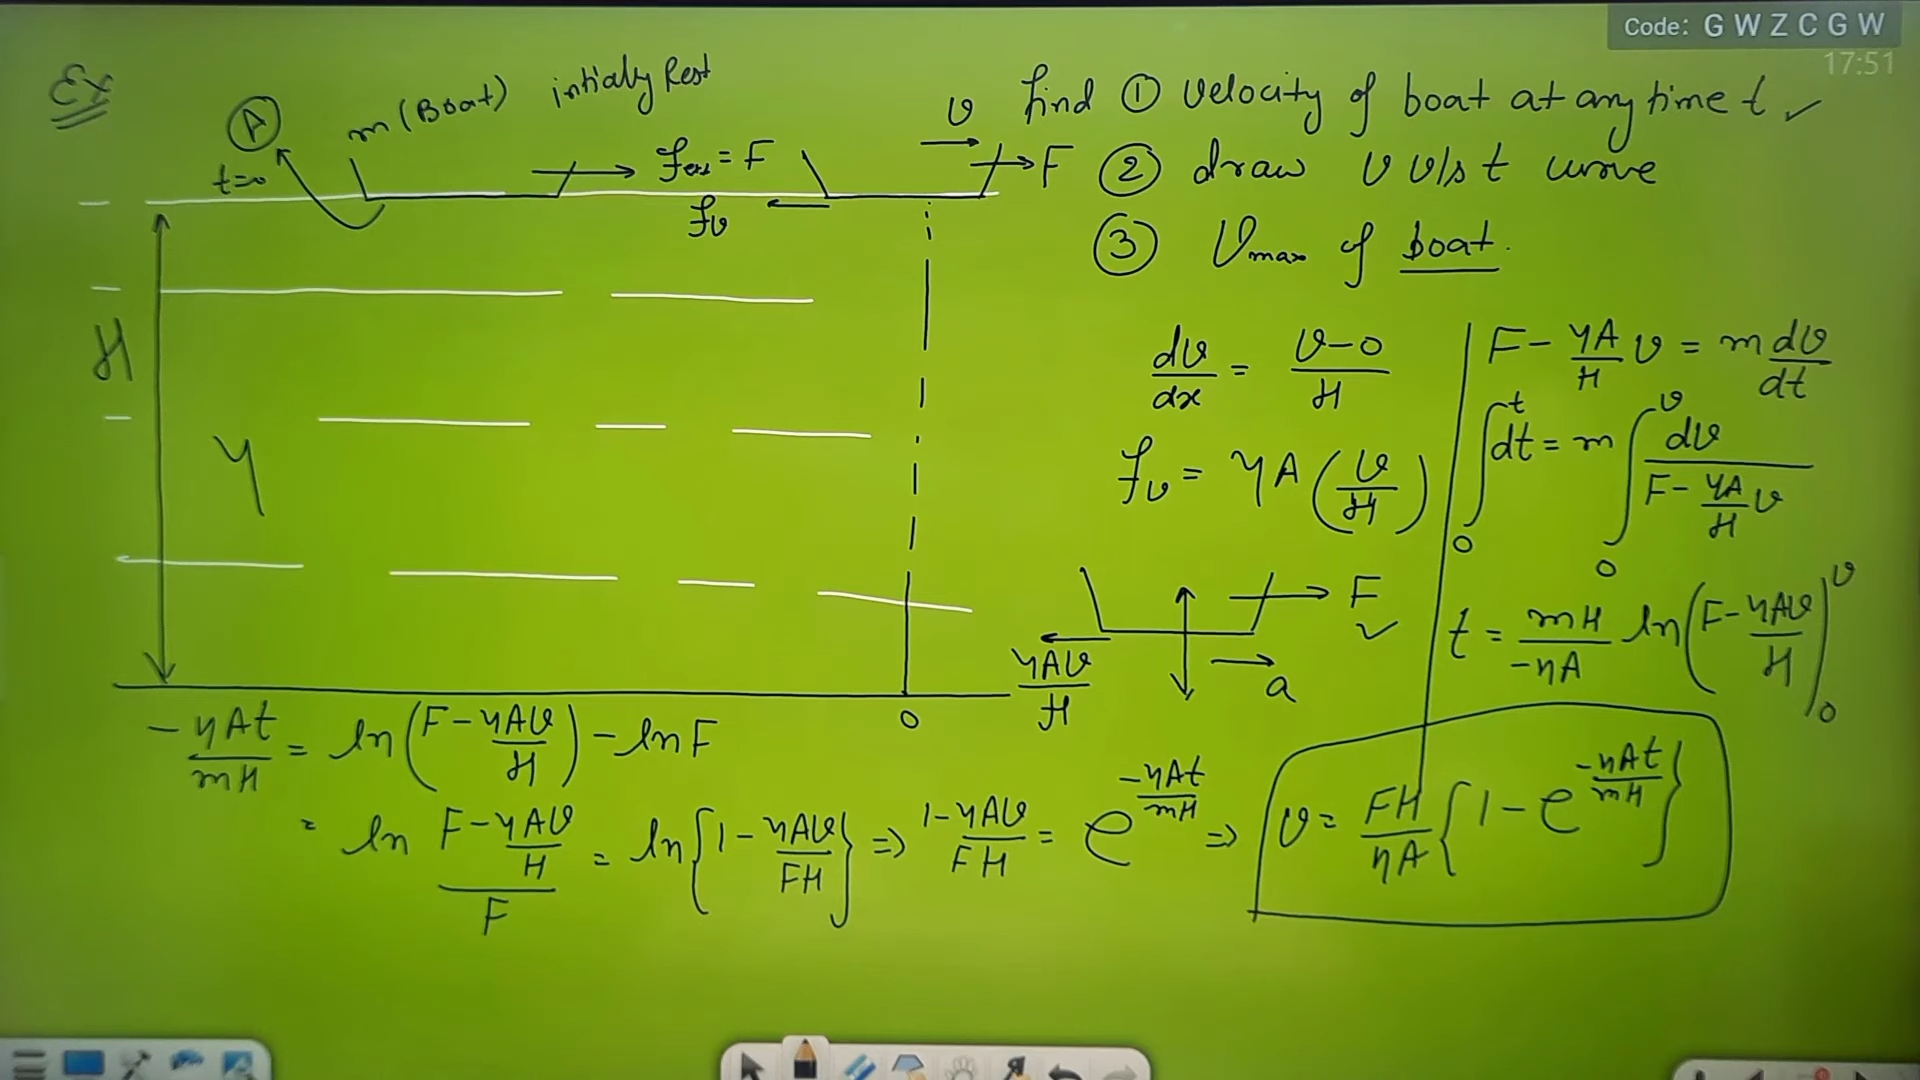 Code: G W Z C G W
17:51
Ex
A
m (Boat) intialy Rest
t=0
fex = F
fv
v
F
find ① velocity of boat at any time t ✓
② draw v v/s t curve
③ Vmax of boat.
H
η
0
dv/dx = v-0/H
fv = ηA (v/H)
F
ηAv/H
a
F - ηA/H v = m dv/dt
∫₀ᵗ dt = m ∫₀ᵛ dv/(F - ηA/H v)
t = mH/-ηA ln(F - ηAv/H)₀ᵛ
-ηAt/mH = ln(F - ηAv/H) - lnF
= ln (F - ηAv/H)/F = ln{1 - ηAv/FH} ⇒ 1 - ηAv/FH = e^(-ηAt/mH) ⇒ v = FH/ηA {1 - e^(-ηAt/mH)}